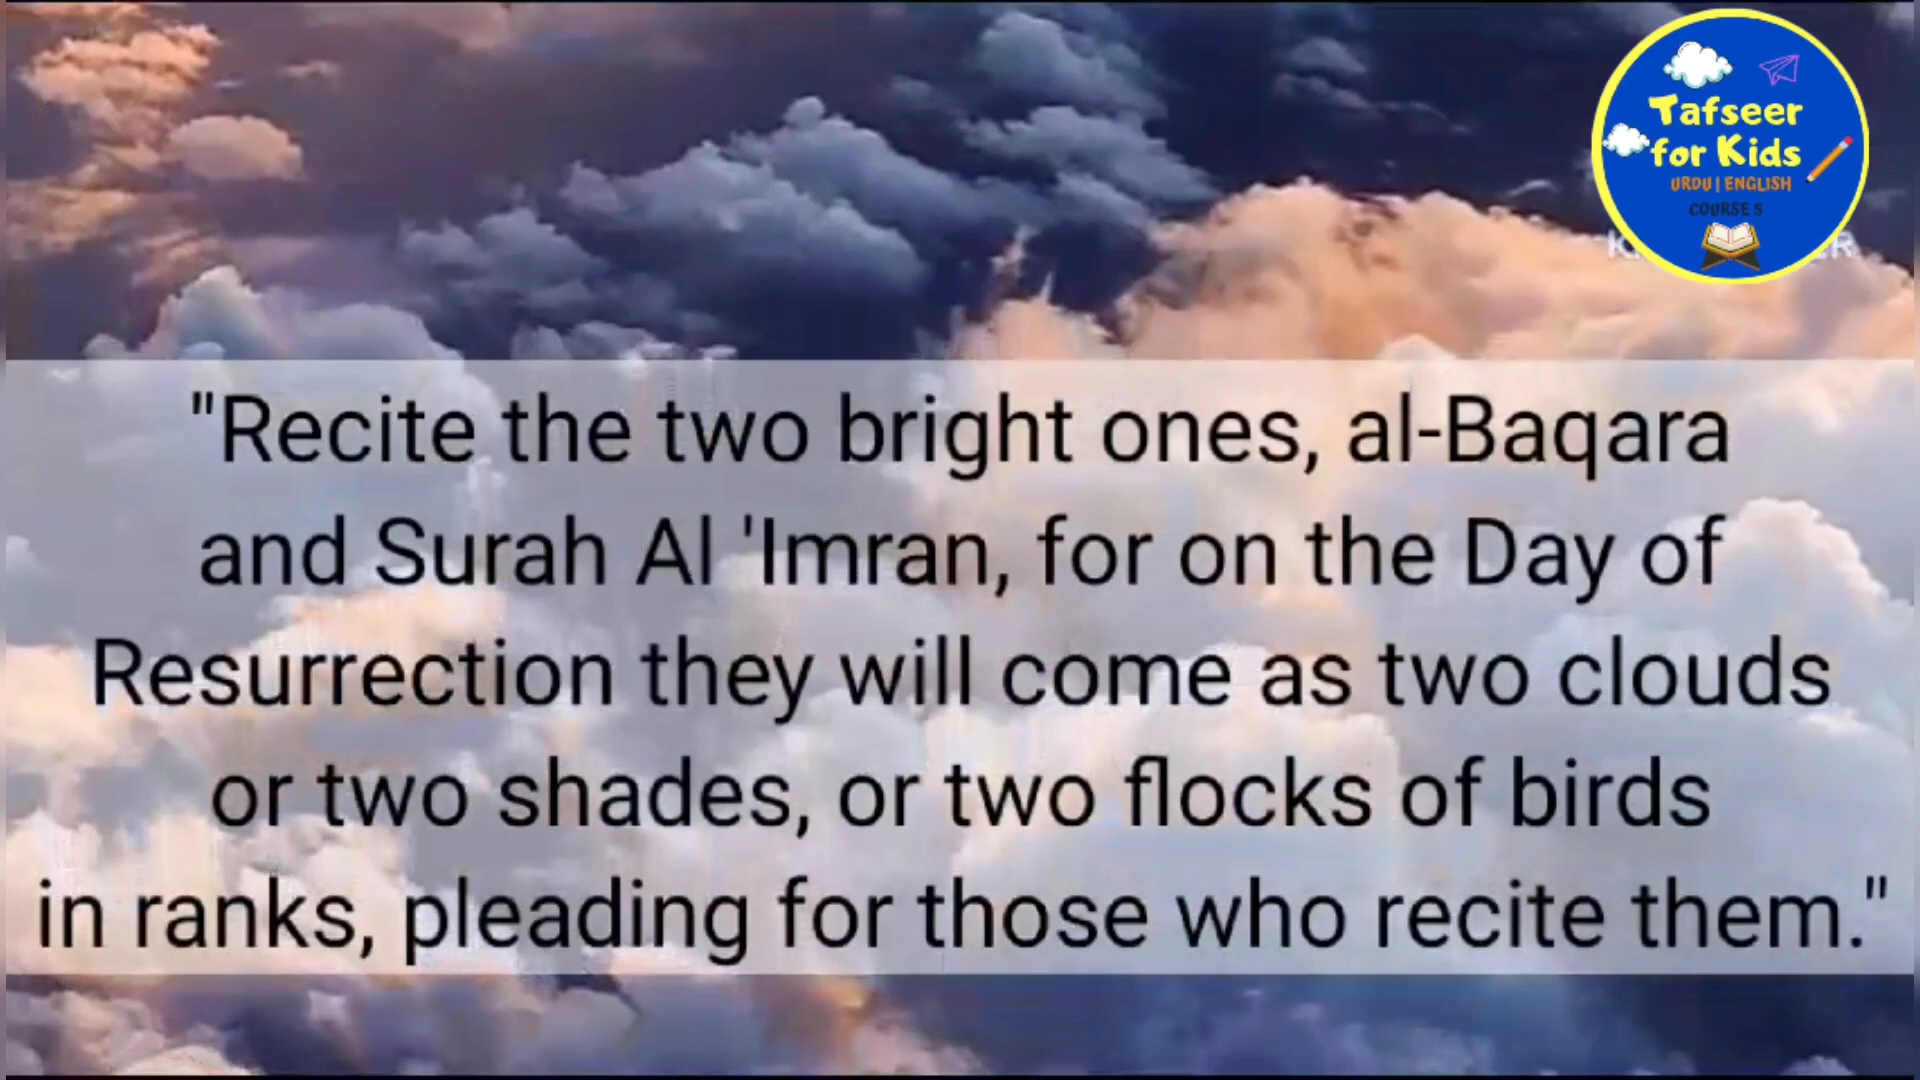 Tafseer
for Kids
URDU | ENGLISH
COURSE 5
"Recite the two bright ones, al-Baqara
and Surah Al 'Imran, for on the Day of
Resurrection they will come as two clouds
or two shades, or two flocks of birds
in ranks, pleading for those who recite them."